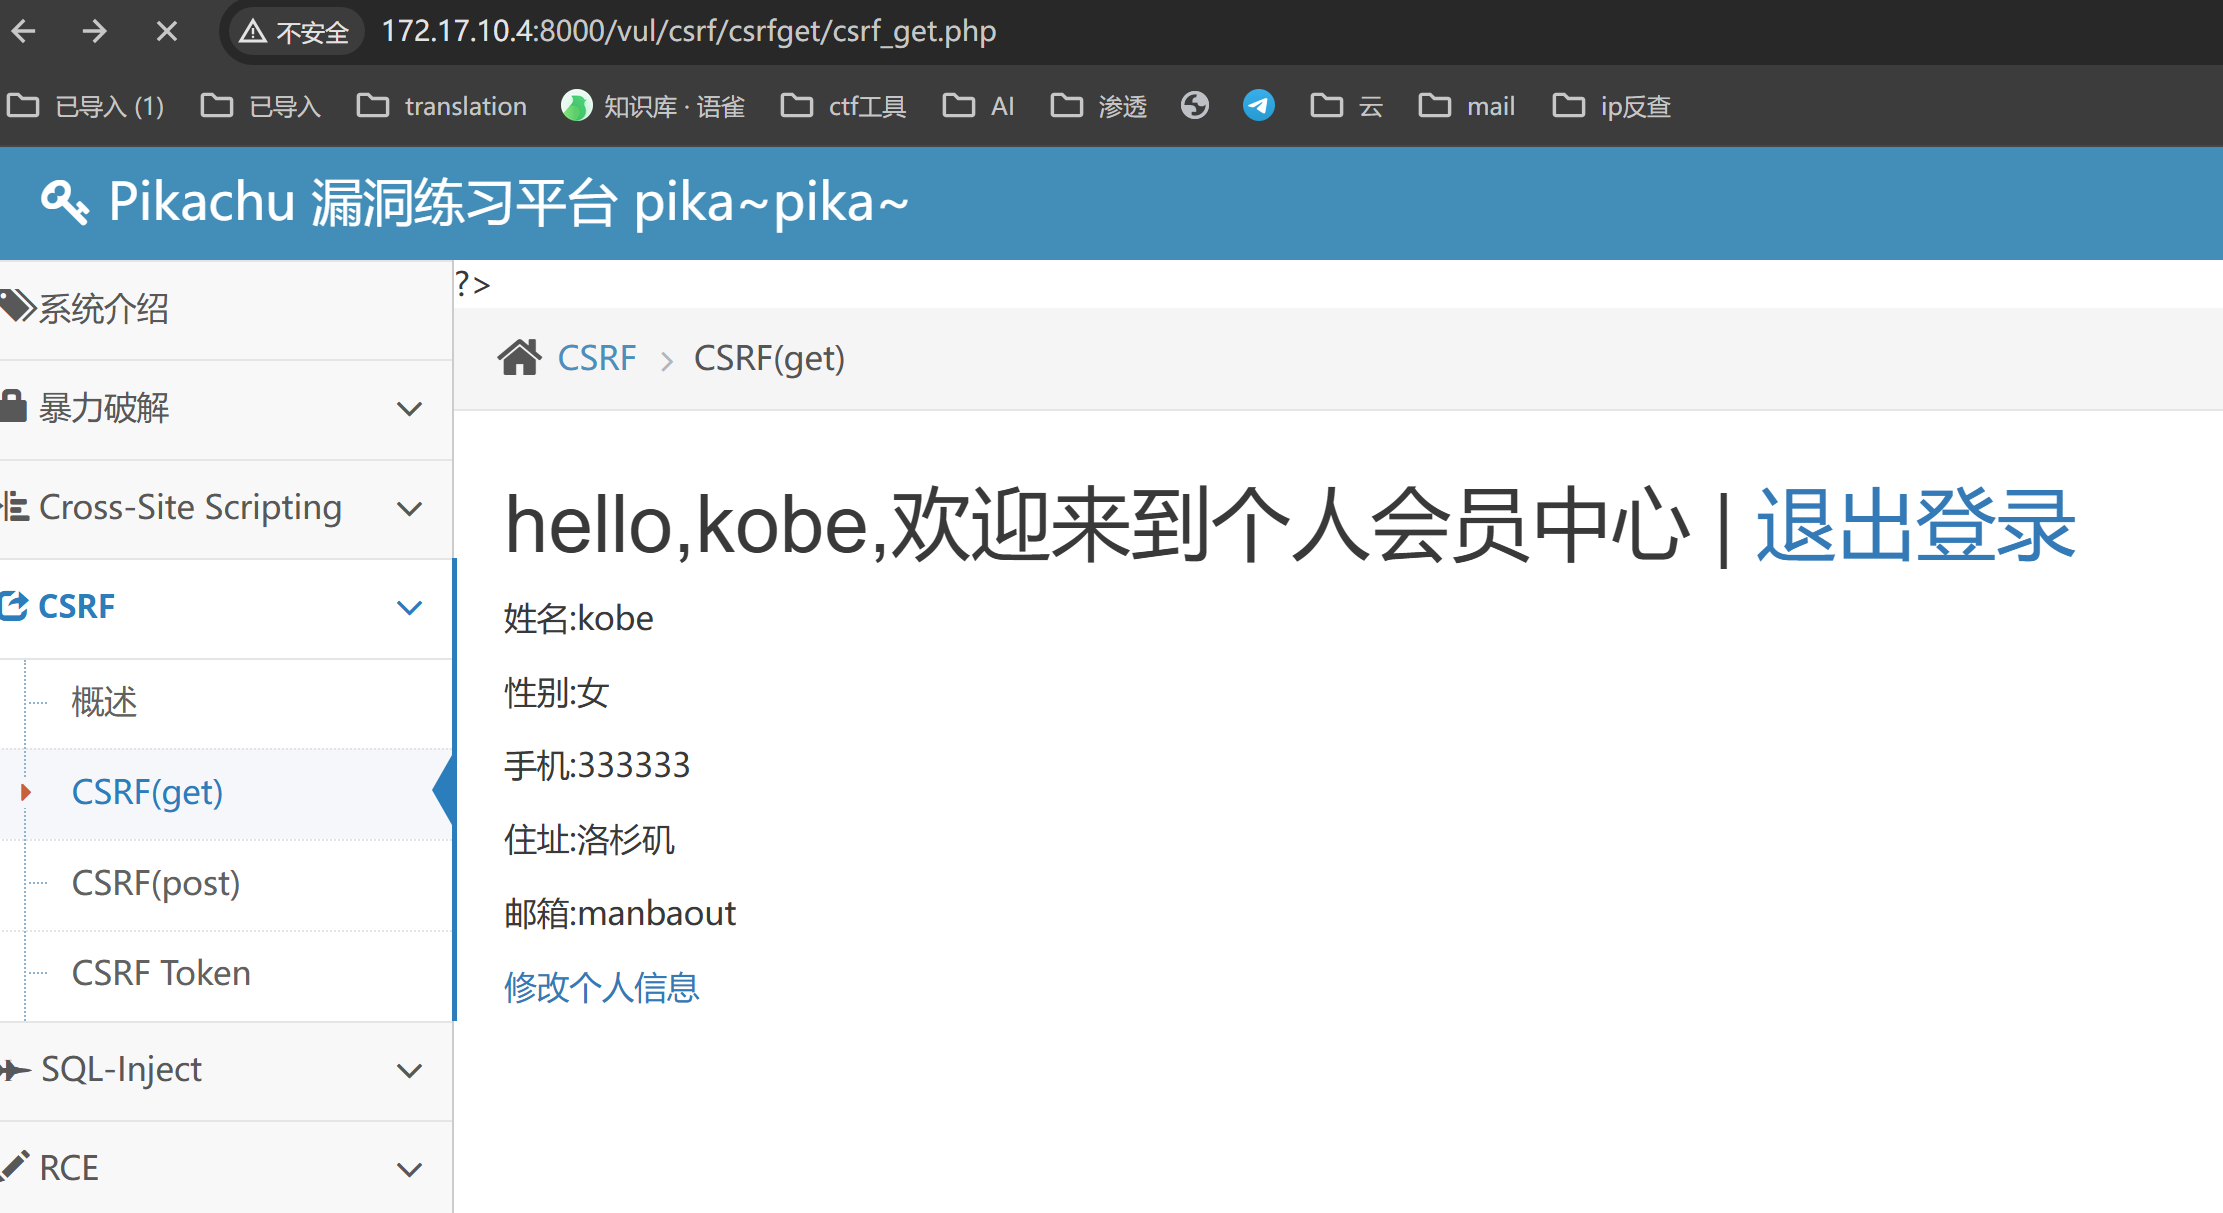 不安全 172.17.10.4:8000/vul/csrf/csrfget/csrf_get.php
已导入 (1) 已导入 translation 知识库 · 语雀 ctf工具 AI 渗透 云 mail ip反查
Pikachu 漏洞练习平台 pika~pika~
系统介绍
暴力破解
Cross-Site Scripting
CSRF
概述
CSRF(get)
CSRF(post)
CSRF Token
SQL-Inject
RCE
?>
CSRF > CSRF(get)
hello,kobe,欢迎来到个人会员中心 | 退出登录
姓名:kobe
性别:女
手机:333333
住址:洛杉矶
邮箱:manbaout
修改个人信息